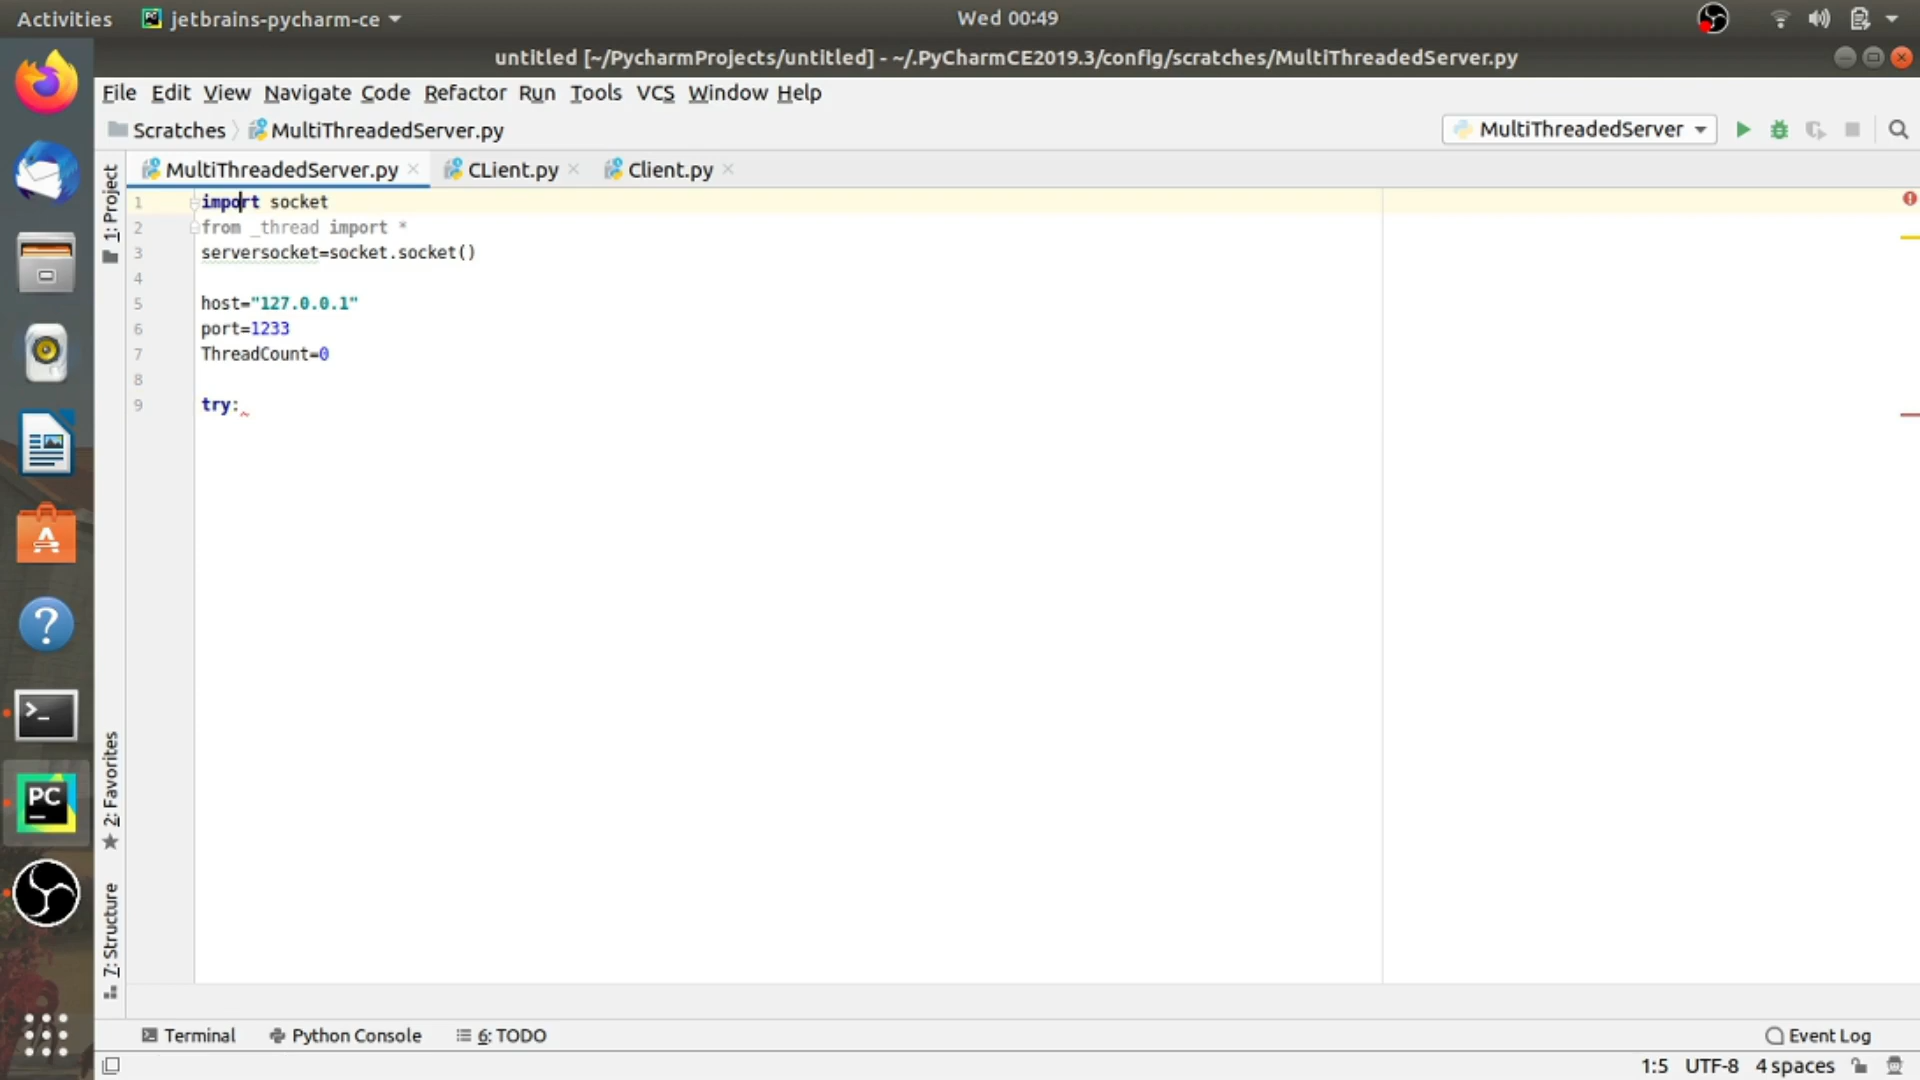 Activities jetbrains-pycharm-ce Wed 00:49
untitled [~/PycharmProjects/untitled] - ~/.PyCharmCE2019.3/config/scratches/MultiThreadedServer.py
File Edit View Navigate Code Refactor Run Tools VCS Window Help
Scratches MultiThreadedServer.py MultiThreadedServer
MultiThreadedServer.py CLient.py Client.py
1 import socket
2 from _thread import *
3 serversocket=socket.socket()
4
5 host="127.0.0.1"
6 port=1233
7 ThreadCount=0
8
9 try:
1: Project
2: Favorites
7: Structure
PC
Terminal Python Console 6: TODO Event Log
1:5 UTF-8 4 spaces